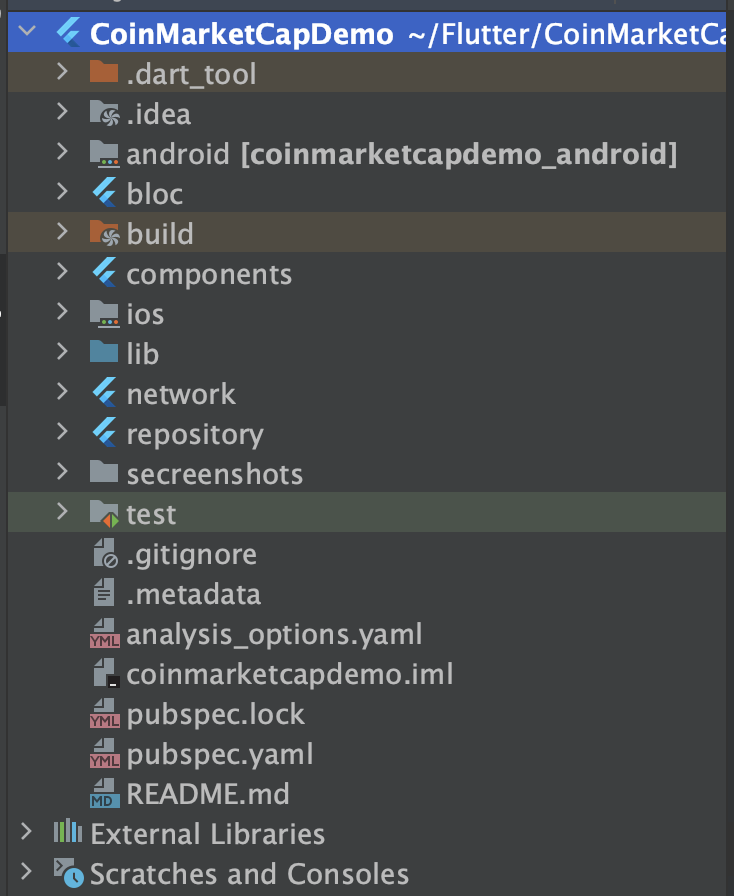 CoinMarketCapDemo ~/Flutter/CoinMarketCa
.dart_tool
.idea
android [coinmarketcapdemo_android]
bloc
build
components
ios
lib
network
repository
secreenshots
test
.gitignore
.metadata
YML analysis_options.yaml
coinmarketcapdemo.iml
YML pubspec.lock
YML pubspec.yaml
MD README.md
External Libraries
Scratches and Consoles